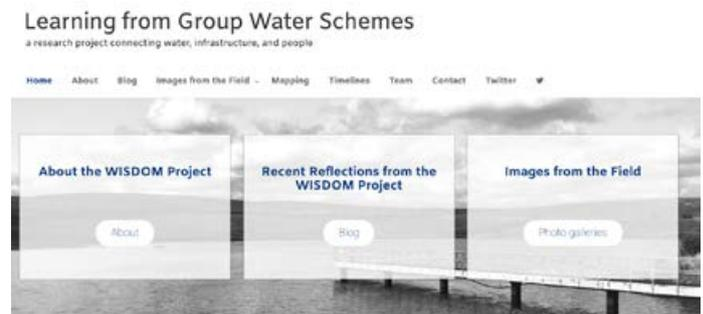 Learning from Group Water Schemes
a research project connecting water, infrastructure, and people
Home About Blog Images from the Field Mapping Timelines Team Contact Twitter
About the WISDOM Project
About
Recent Reflections from the
WISDOM Project
Blog
Images from the Field
Photo galleries